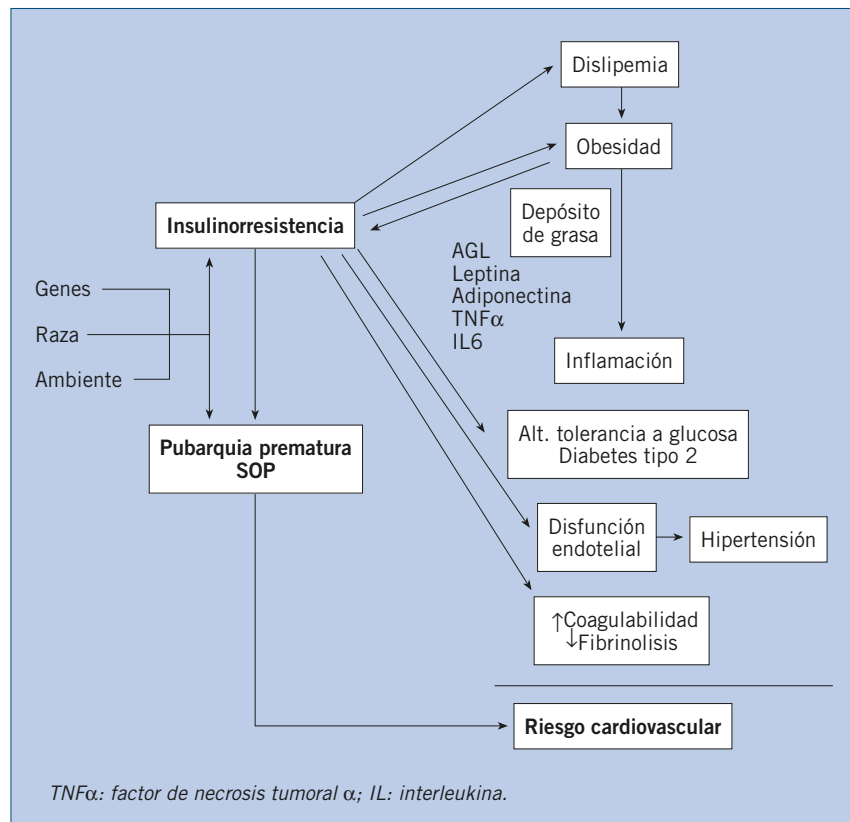 Dislipemia
Obesidad
Depósito
de grasa
Insulinorresistencia
AGL
Leptina
Adiponectina
TNFα
IL6
Genes
Raza
Ambiente
Inflamación
Pubarquia prematura
SOP
Alt. tolerancia a glucosa
Diabetes tipo 2
Disfunción
endotelial
Hipertensión
↑Coagulabilidad
↓Fibrinolisis
Riesgo cardiovascular
TNFα: factor de necrosis tumoral α; IL: interleukina.